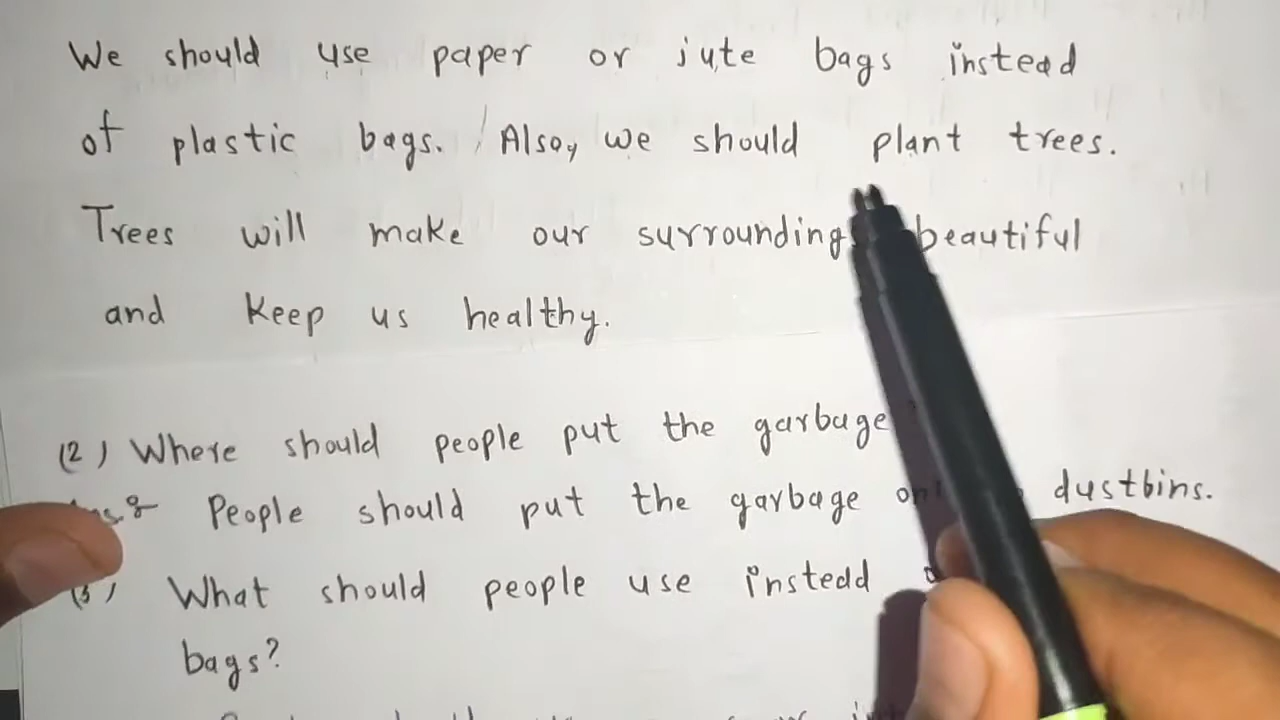 We should use paper or jute bags instead
of plastic bags. Also, we should plant trees.
Trees will make our surrounding beautiful
and keep us healthy.
(2) Where should people put the garbage?
People should put the garbage dustbins.
(3) What should people use instead
bags?